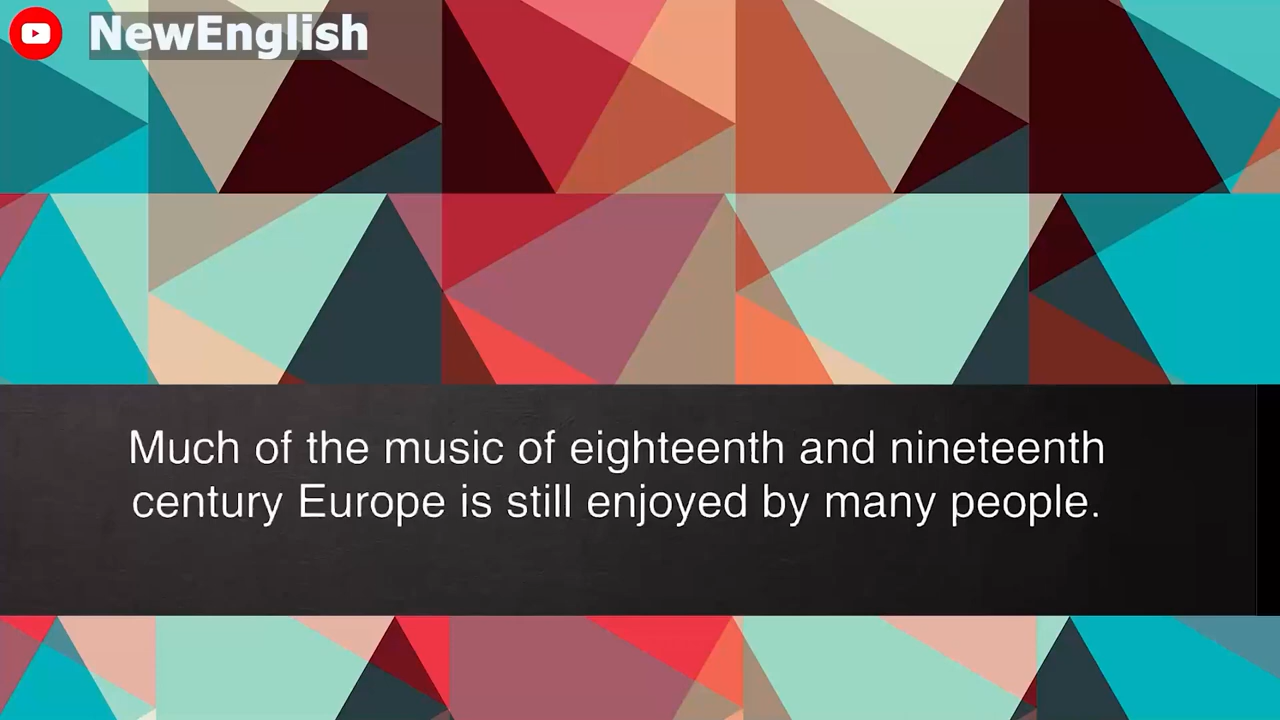 NewEnglish
Much of the music of eighteenth and nineteenth
century Europe is still enjoyed by many people.